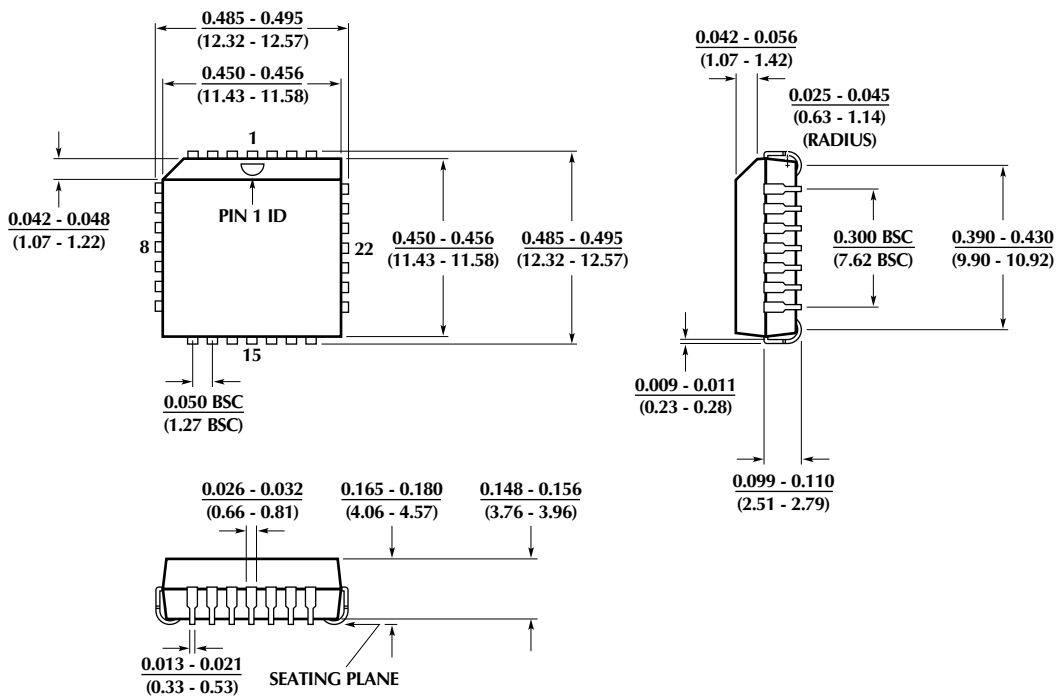 0.485 - 0.495
(12.32 - 12.57)
0.450 - 0.456
(11.43 - 11.58)
1
PIN 1 ID
0.042 - 0.048
(1.07 - 1.22)
8
22
15
0.450 - 0.456
(11.43 - 11.58)
0.485 - 0.495
(12.32 - 12.57)
0.050 BSC
(1.27 BSC)
0.042 - 0.056
(1.07 - 1.42)
0.025 - 0.045
(0.63 - 1.14)
(RADIUS)
0.300 BSC
(7.62 BSC)
0.390 - 0.430
(9.90 - 10.92)
0.009 - 0.011
(0.23 - 0.28)
0.099 - 0.110
(2.51 - 2.79)
0.026 - 0.032
(0.66 - 0.81)
0.165 - 0.180
(4.06 - 4.57)
0.148 - 0.156
(3.76 - 3.96)
0.013 - 0.021
(0.33 - 0.53)
SEATING PLANE